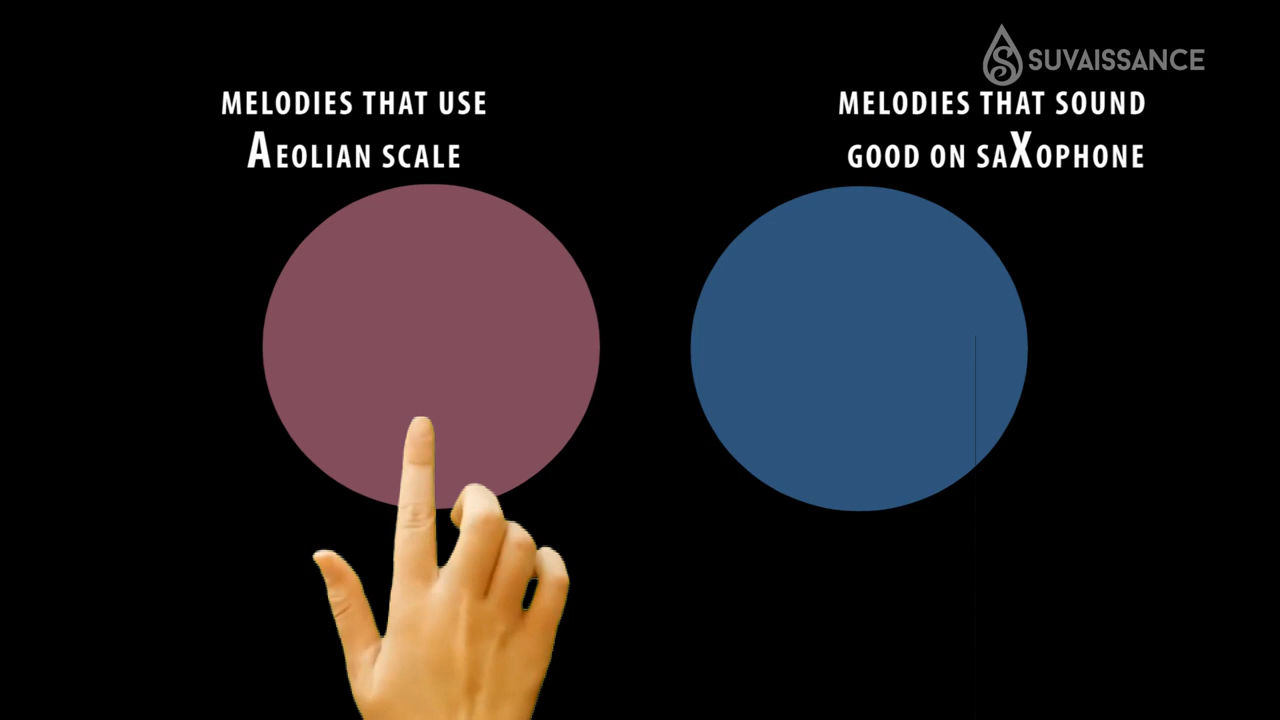 SUVAISSANCE
MELODIES THAT USE
AEOLIAN SCALE
MELODIES THAT SOUND
GOOD ON SAXOPHONE